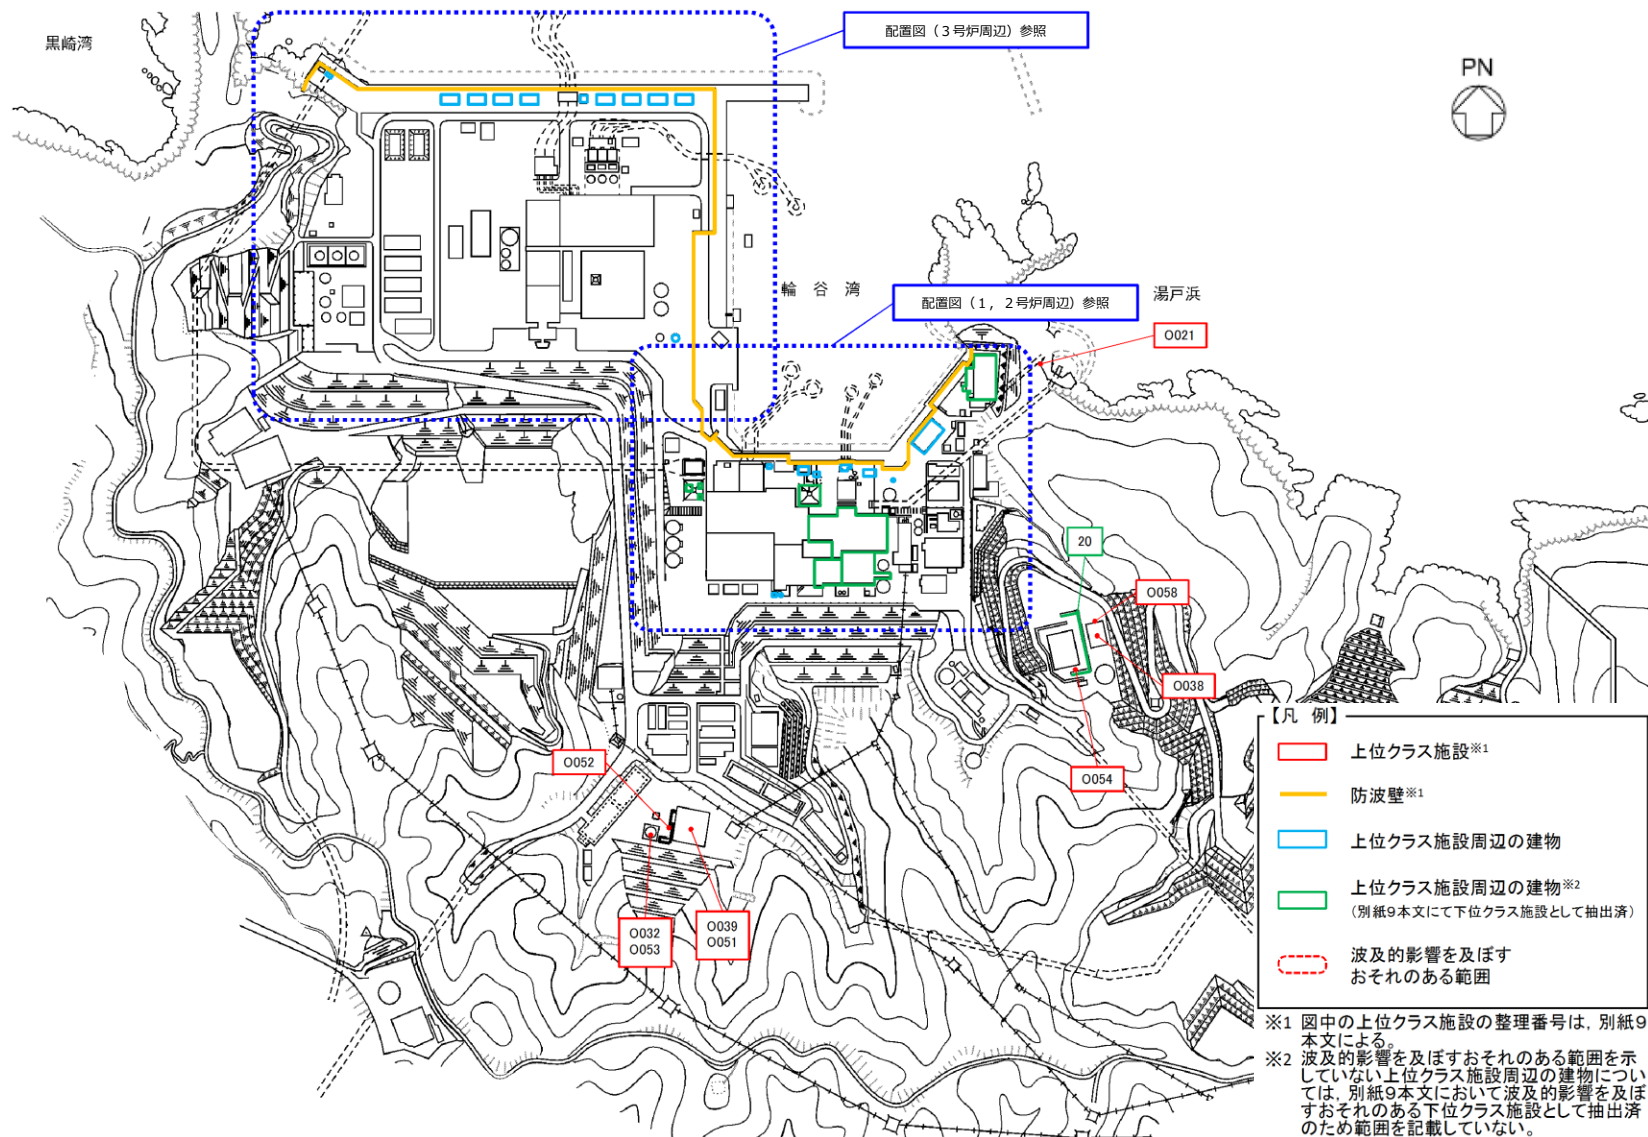 黒崎湾
配置図（３号炉周辺）参照
PN
輪谷湾
配置図（１，２号炉周辺）参照
湯戸浜
O021
20
O058
O038
O054
O052
O032
O053
O039
O051
【凡 例】
上位クラス施設※1
防波壁※1
上位クラス施設周辺の建物
上位クラス施設周辺の建物※2
（別紙９本文にて下位クラス施設として抽出済）
波及的影響を及ぼす
おそれのある範囲
※1 図中の上位クラス施設の整理番号は，別紙９
本文による。
※2 波及的影響を及ぼすおそれのある範囲を示
していない上位クラス施設周辺の建物につい
ては，別紙９本文において波及的影響を及ぼ
すおそれのある下位クラス施設として抽出済
のため範囲を記載していない。